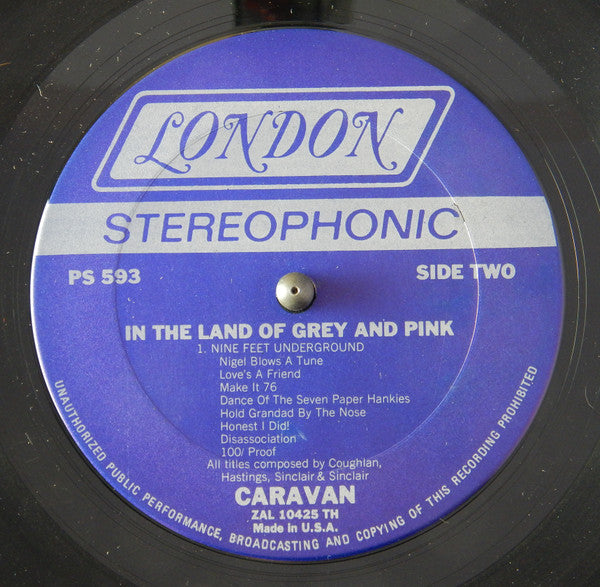 LONDON
STEREOPHONIC
PS 593
SIDE TWO
IN THE LAND OF GREY AND PINK
1. NINE FEET UNDERGROUND
Nigel Blows A Tune
Love's A Friend
Make It 76
Dance Of The Seven Paper Hankies
Hold Grandad By The Nose
Honest I Did!
Disassociation
100/ Proof
All titles composed by Coughlan,
Hastings, Sinclair & Sinclair
CARAVAN
ZAL 10425 TH
Made in U.S.A.
UNAUTHORIZED PUBLIC PERFORMANCE, BROADCASTING AND COPYING OF THIS RECORDING PROHIBITED